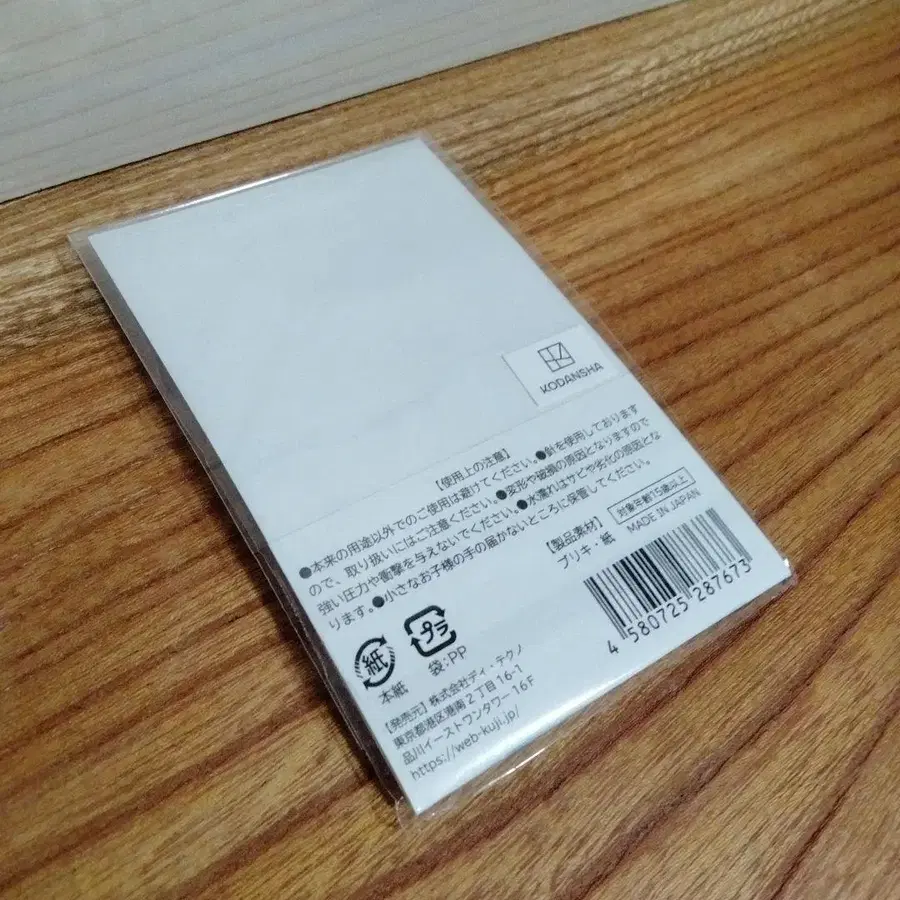 KODANSHA
【使用上の注意】
●本来の用途以外でのご使用は避けてください。●針を使用しております
ので、取り扱いにはご注意ください。●変形や破損の原因となりますので
強い圧力や衝撃を与えないでください。●水濡れはサビや劣化の原因とな
ります。●小さなお子様の手の届かないところに保管してください。
【製品素材】
ブリキ・紙
対象年齢15歳以上
MADE IN JAPAN
4 580725 287673
紙
本紙
プラ
袋:PP
【発売元】株式会社ディ・テクノ
東京都港区港南2丁目16-1
品川イーストワンタワー16F
https://web-kuji.jp/